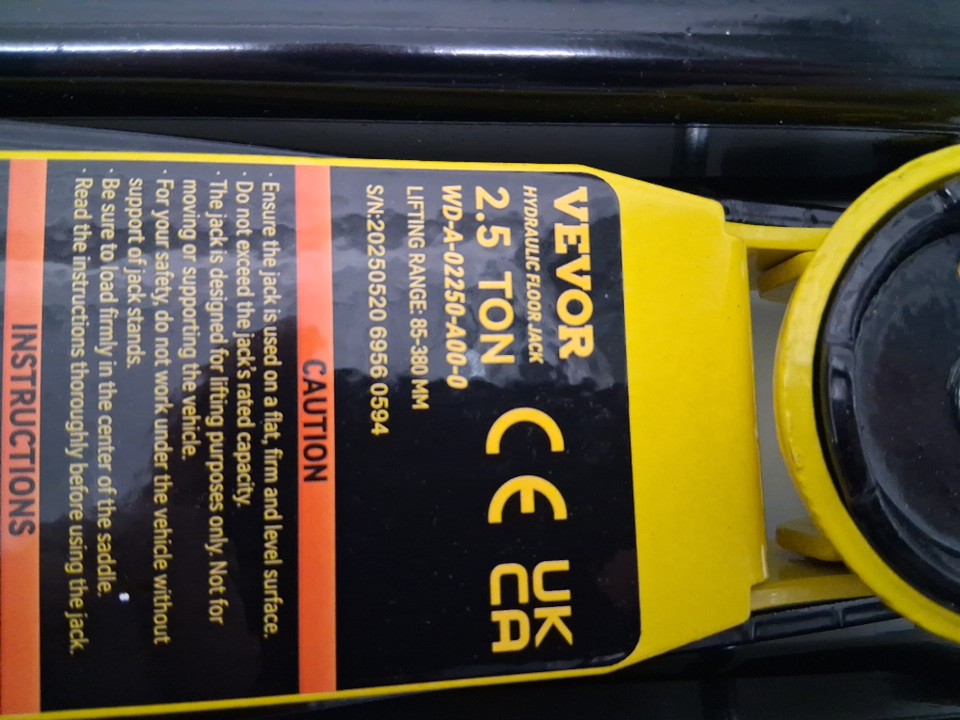 VEVOR
HYDRAULIC FLOOR JACK
2.5 TON
WD-A-02250-A00-0
LIFTING RANGE: 85-380 MM
S/N:20250520 6956 0594
CE
UK
CA
CAUTION
· Ensure the jack is used on a flat, firm and level surface.
· Do not exceed the jack's rated capacity.
· The jack is designed for lifting purposes only. Not for
moving or supporting the vehicle.
· For your safety, do not work under the vehicle without
support of jack stands.
· Be sure to load firmly in the center of the saddle.
· Read the instructions thoroughly before using the jack.
INSTRUCTIONS